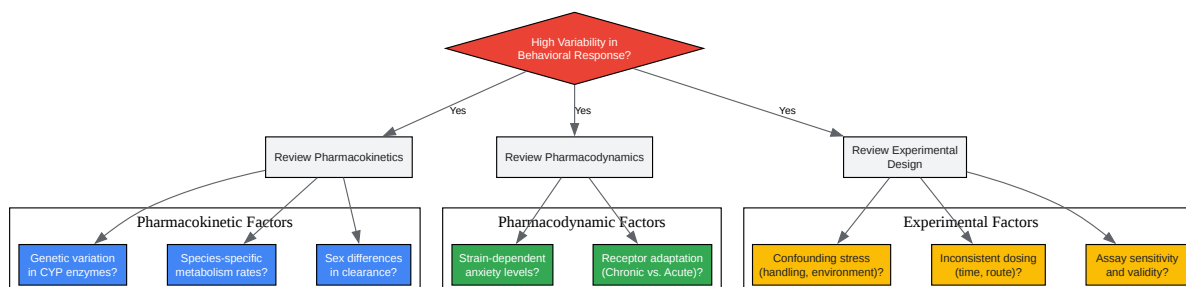 High Variability in
Behavioral Response?
Yes
Yes
Yes
Review Pharmacokinetics
Review Pharmacodynamics
Review Experimental
Design
Pharmacokinetic Factors
Pharmacodynamic Factors
Experimental Factors
Genetic variation
in CYP enzymes?
Species-specific
metabolism rates?
Sex differences
in clearance?
Strain-dependent
anxiety levels?
Receptor adaptation
(Chronic vs. Acute)?
Confounding stress
(handling, environment)?
Inconsistent dosing
(time, route)?
Assay sensitivity
and validity?